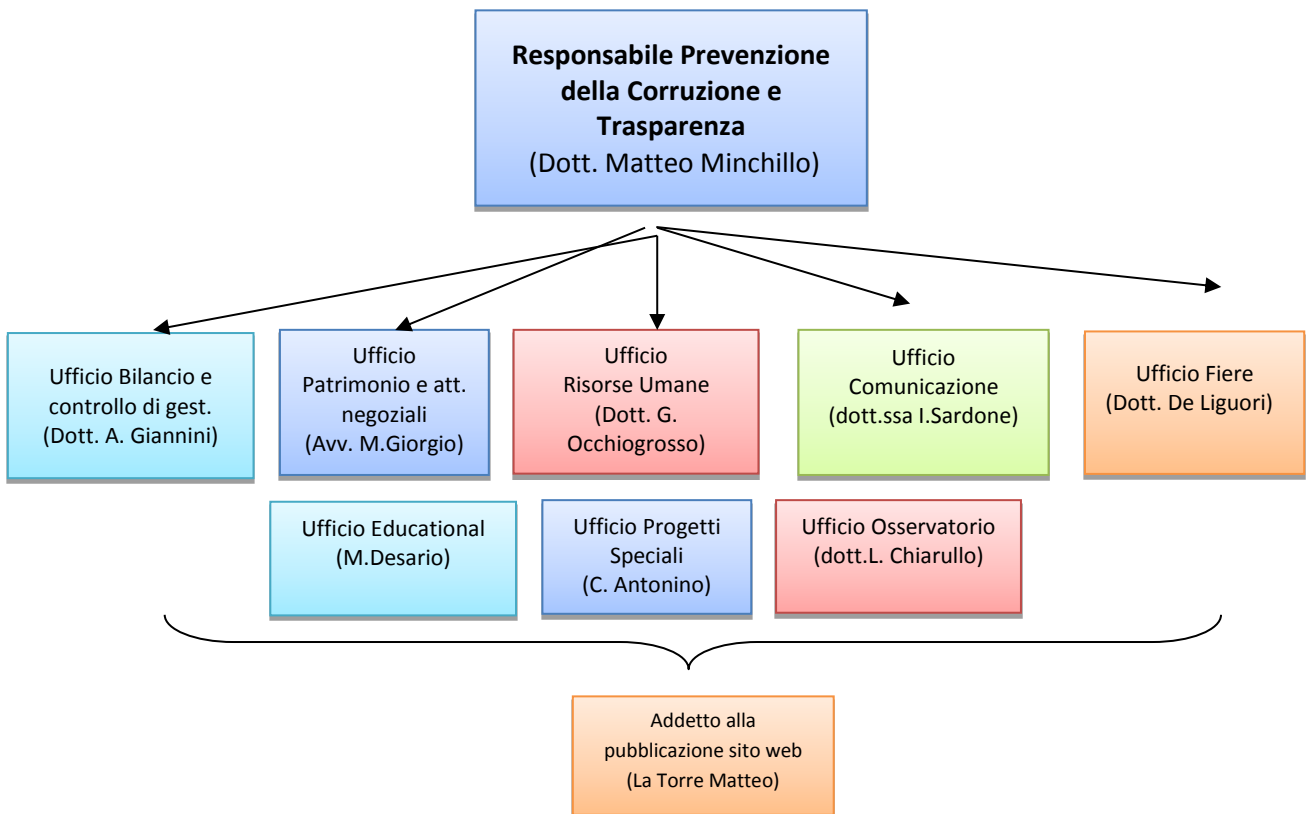 Responsabile Prevenzione
della Corruzione e
Trasparenza
(Dott. Matteo Minchillo)
Ufficio Bilancio e
controllo di gest.
(Dott. A. Giannini)
Ufficio
Patrimonio e att.
negoziali
(Avv. M.Giorgio)
Ufficio
Risorse Umane
(Dott. G.
Occhiogrosso)
Ufficio
Comunicazione
(dott.ssa I.Sardone)
Ufficio Fiere
(Dott. De Liguori)
Ufficio Educational
(M.Desario)
Ufficio Progetti
Speciali
(C. Antonino)
Ufficio Osservatorio
(dott.L. Chiarullo)
Addetto alla
pubblicazione sito web
(La Torre Matteo)